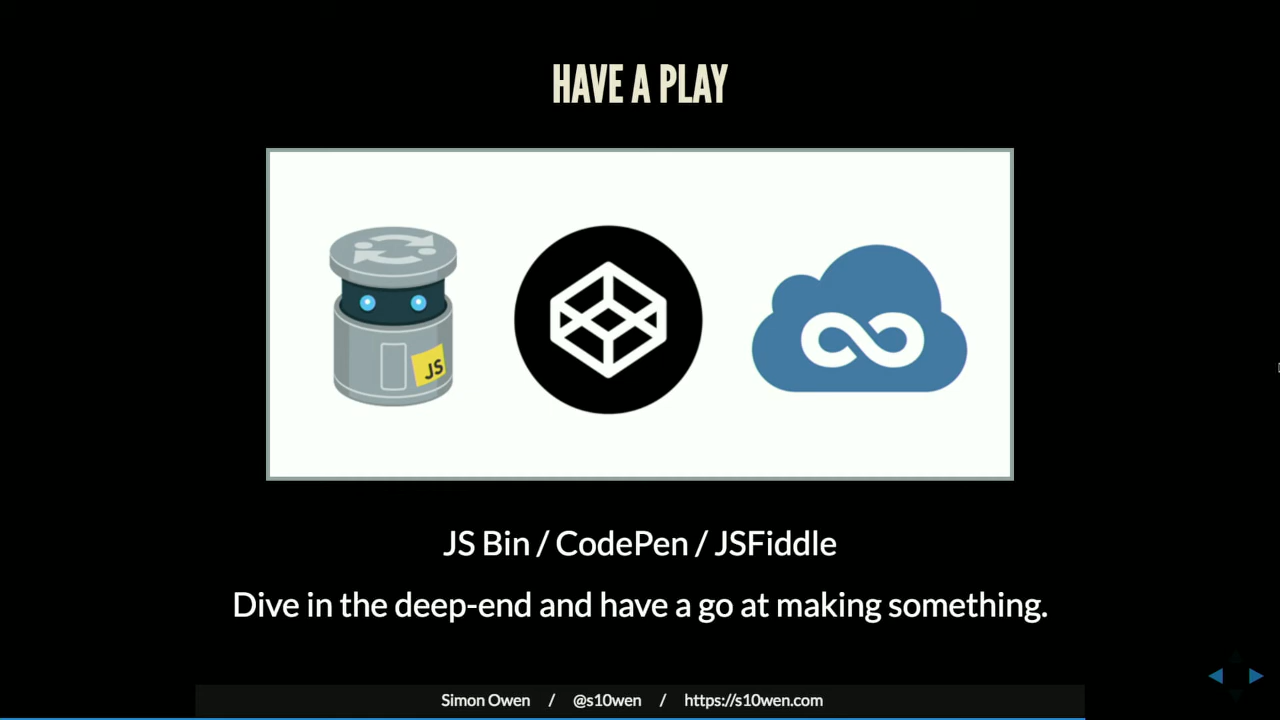 HAVE A PLAY
JS
JS Bin / CodePen / JSFiddle
Dive in the deep-end and have a go at making something.
Simon Owen / @s10wen / https://s10wen.com